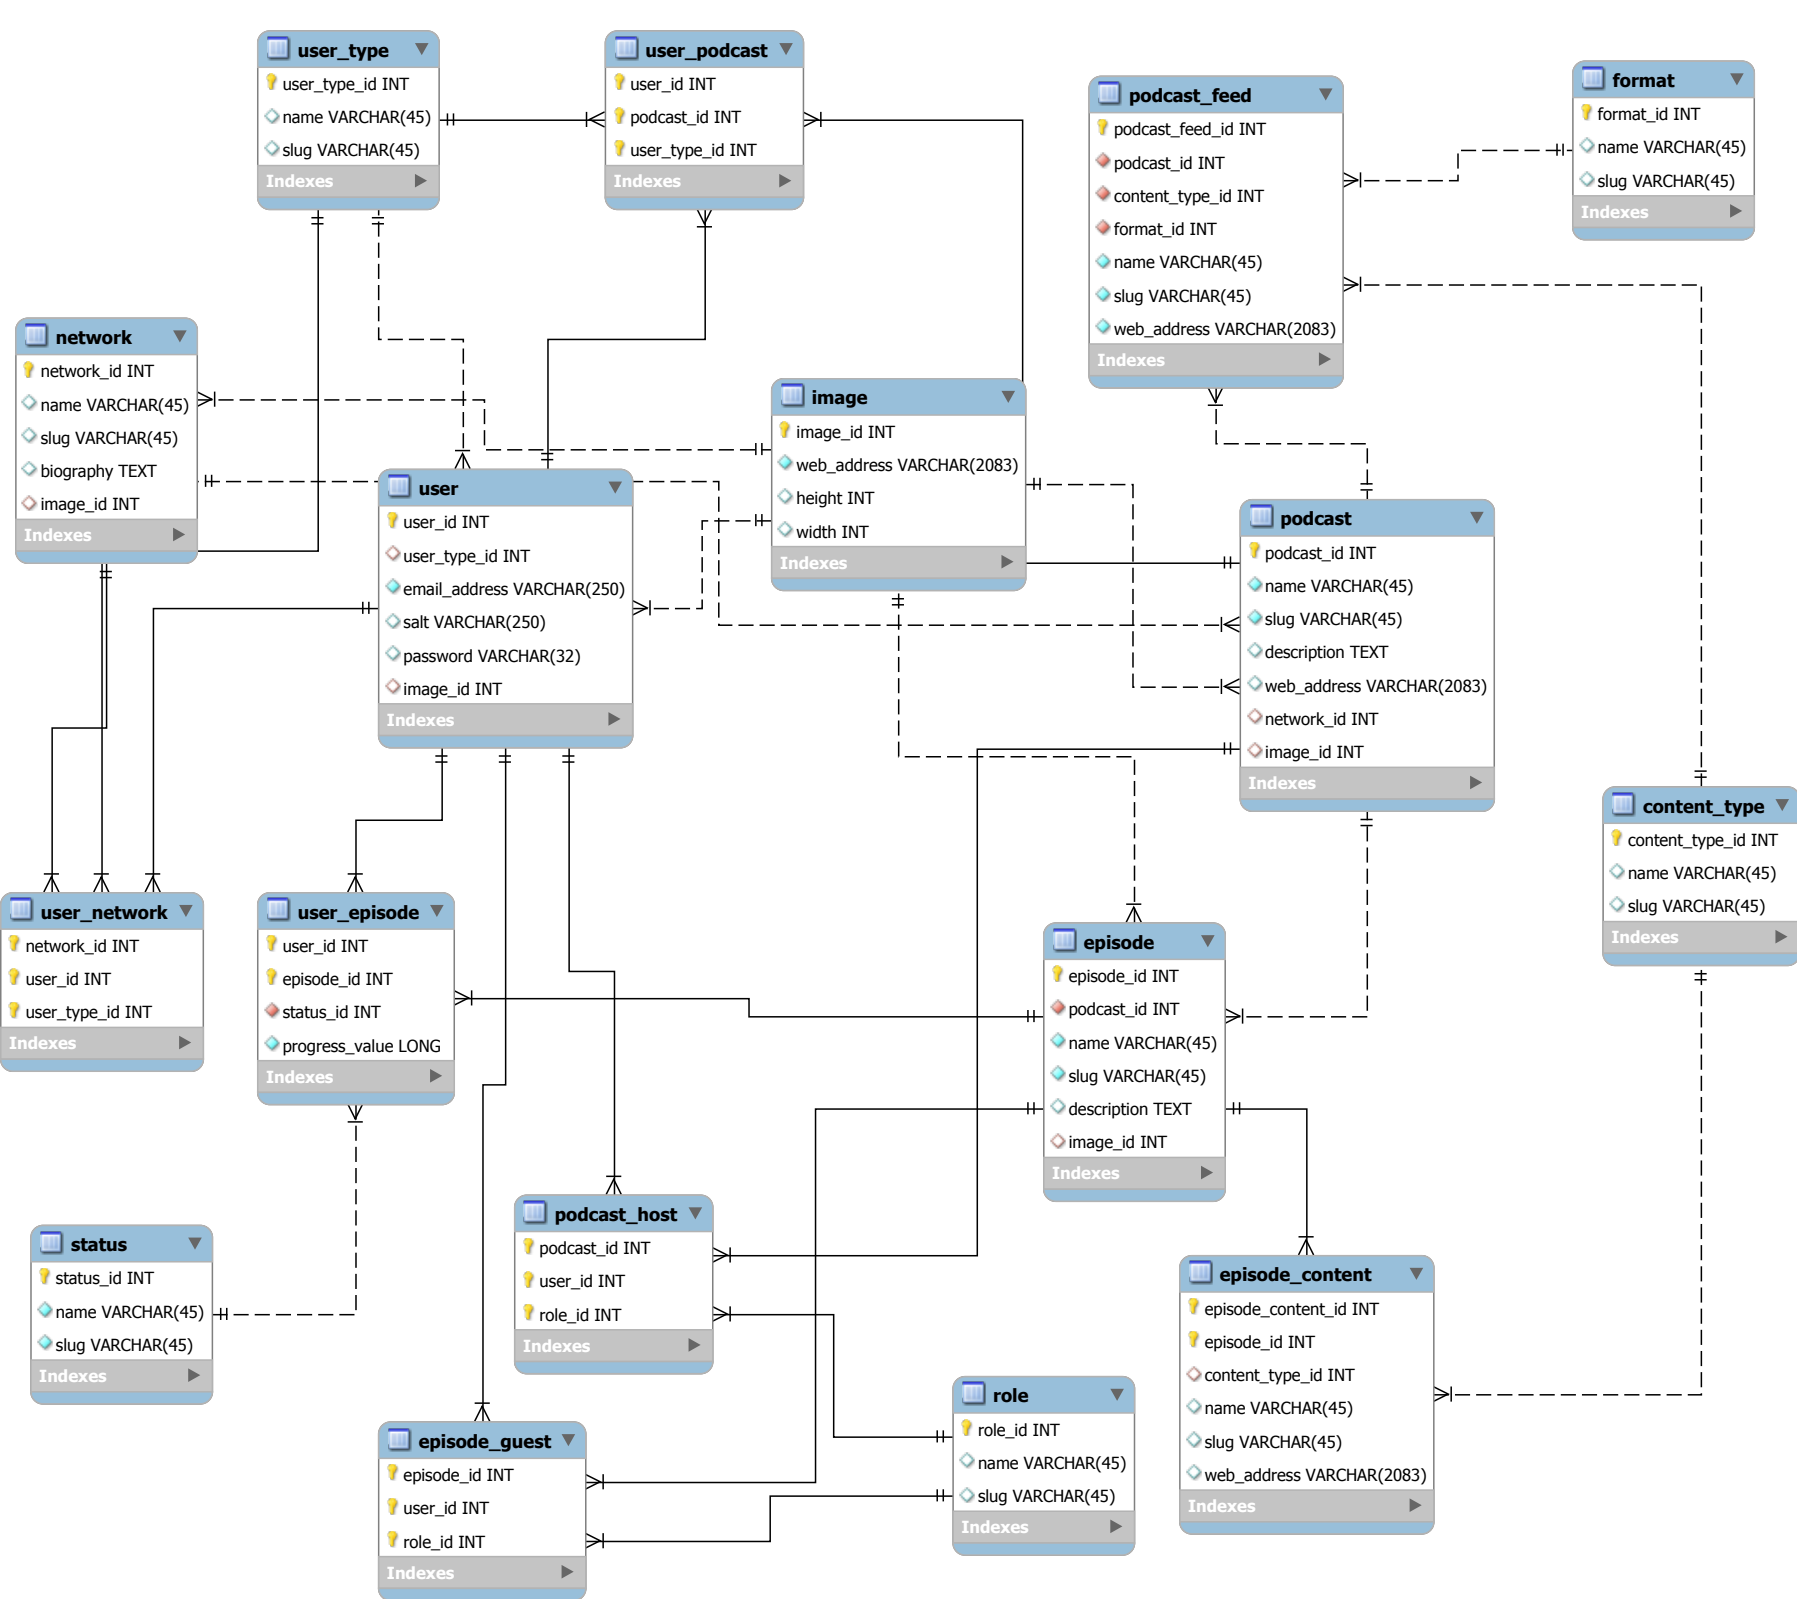 user_type
user_type_id INT
name VARCHAR(45)
slug VARCHAR(45)
Indexes
user_podcast
user_id INT
podcast_id INT
user_type_id INT
Indexes
podcast_feed
podcast_feed_id INT
podcast_id INT
content_type_id INT
format_id INT
name VARCHAR(45)
slug VARCHAR(45)
web_address VARCHAR(2083)
Indexes
format
format_id INT
name VARCHAR(45)
slug VARCHAR(45)
Indexes
network
network_id INT
name VARCHAR(45)
slug VARCHAR(45)
biography TEXT
image_id INT
Indexes
user
user_id INT
user_type_id INT
email_address VARCHAR(250)
salt VARCHAR(250)
password VARCHAR(32)
image_id INT
Indexes
image
image_id INT
web_address VARCHAR(2083)
height INT
width INT
Indexes
podcast
podcast_id INT
name VARCHAR(45)
slug VARCHAR(45)
description TEXT
web_address VARCHAR(2083)
network_id INT
image_id INT
Indexes
content_type
content_type_id INT
name VARCHAR(45)
slug VARCHAR(45)
Indexes
user_network
network_id INT
user_id INT
user_type_id INT
Indexes
user_episode
user_id INT
episode_id INT
status_id INT
progress_value LONG
Indexes
episode
episode_id INT
podcast_id INT
name VARCHAR(45)
slug VARCHAR(45)
description TEXT
image_id INT
Indexes
status
status_id INT
name VARCHAR(45)
slug VARCHAR(45)
Indexes
podcast_host
podcast_id INT
user_id INT
role_id INT
Indexes
episode_content
episode_content_id INT
episode_id INT
content_type_id INT
name VARCHAR(45)
slug VARCHAR(45)
web_address VARCHAR(2083)
Indexes
role
role_id INT
name VARCHAR(45)
slug VARCHAR(45)
Indexes
episode_guest
episode_id INT
user_id INT
role_id INT
Indexes